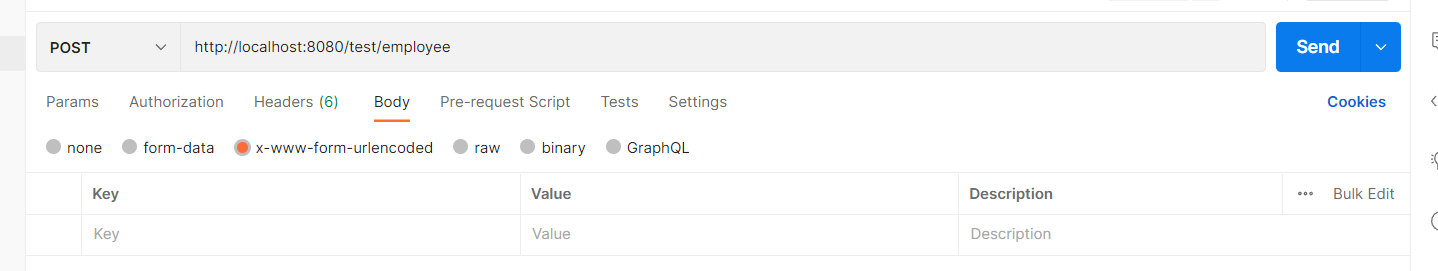 POST http://localhost:8080/test/employee Send
Params Authorization Headers (6) Body Pre-request Script Tests Settings Cookies
none form-data x-www-form-urlencoded raw binary GraphQL
Key Value Description ••• Bulk Edit
Key Value Description